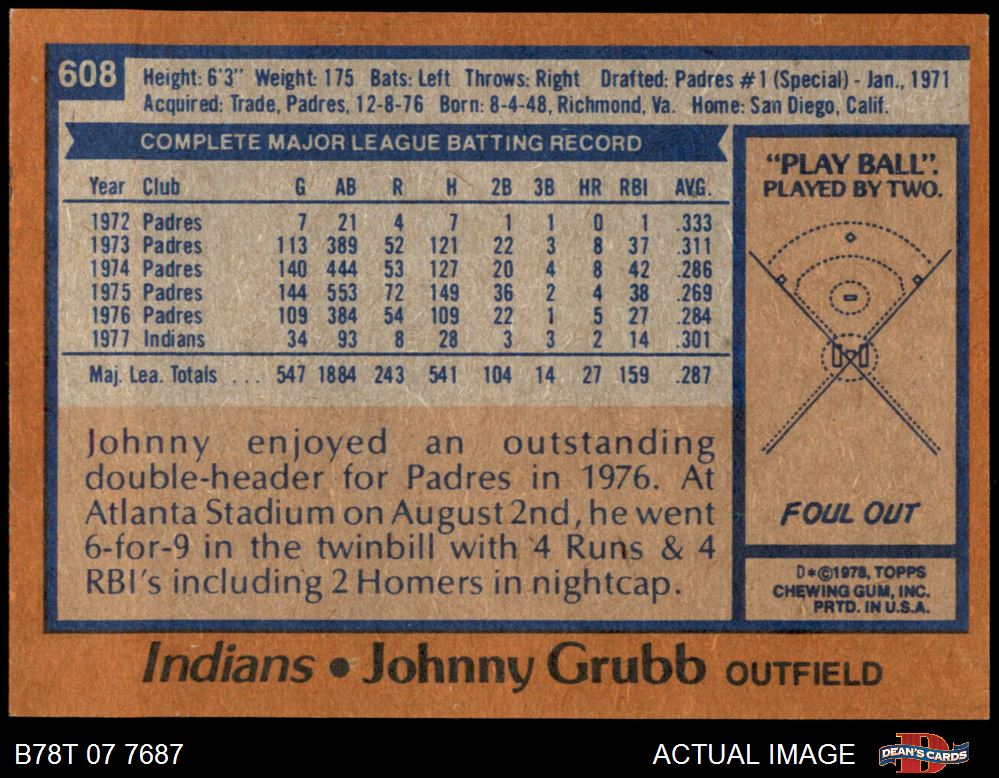 608
Height: 6'3" Weight: 175 Bats: Left Throws: Right Drafted: Padres #1 (Special) - Jan., 1971
Acquired: Trade, Padres, 12-8-76 Born: 8-4-48, Richmond, Va. Home: San Diego, Calif.
COMPLETE MAJOR LEAGUE BATTING RECORD
Year Club G AB R H 2B 3B HR RBI AVG.
1972 Padres 7 21 4 7 1 1 0 1 .333
1973 Padres 113 389 52 121 22 3 8 37 .311
1974 Padres 140 444 53 127 20 4 8 42 .286
1975 Padres 144 553 72 149 36 2 4 38 .269
1976 Padres 109 384 54 109 22 1 5 27 .284
1977 Indians 34 93 8 28 3 3 2 14 .301
Maj. Lea. Totals ... 547 1884 243 541 104 14 27 159 .287
Johnny enjoyed an outstanding
double-header for Padres in 1976. At
Atlanta Stadium on August 2nd, he went
6-for-9 in the twinbill with 4 Runs & 4
RBI's including 2 Homers in nightcap.
"PLAY BALL".
PLAYED BY TWO.
FOUL OUT
D*©1978, TOPPS
CHEWING GUM, INC.
PRTD. IN U.S.A.
Indians • Johnny Grubb OUTFIELD
B78T 07 7687
ACTUAL IMAGE
D
DEAN'S CARDS